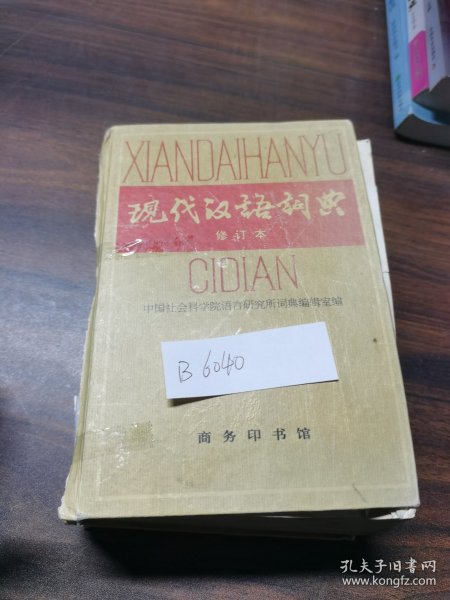 XIANDAIHANYU
现代汉语词典
修订本
CIDIAN
中国社会科学院语言研究所词典编辑室编
B 6040
商务印书馆
孔夫子旧书网
www.kongfz.com